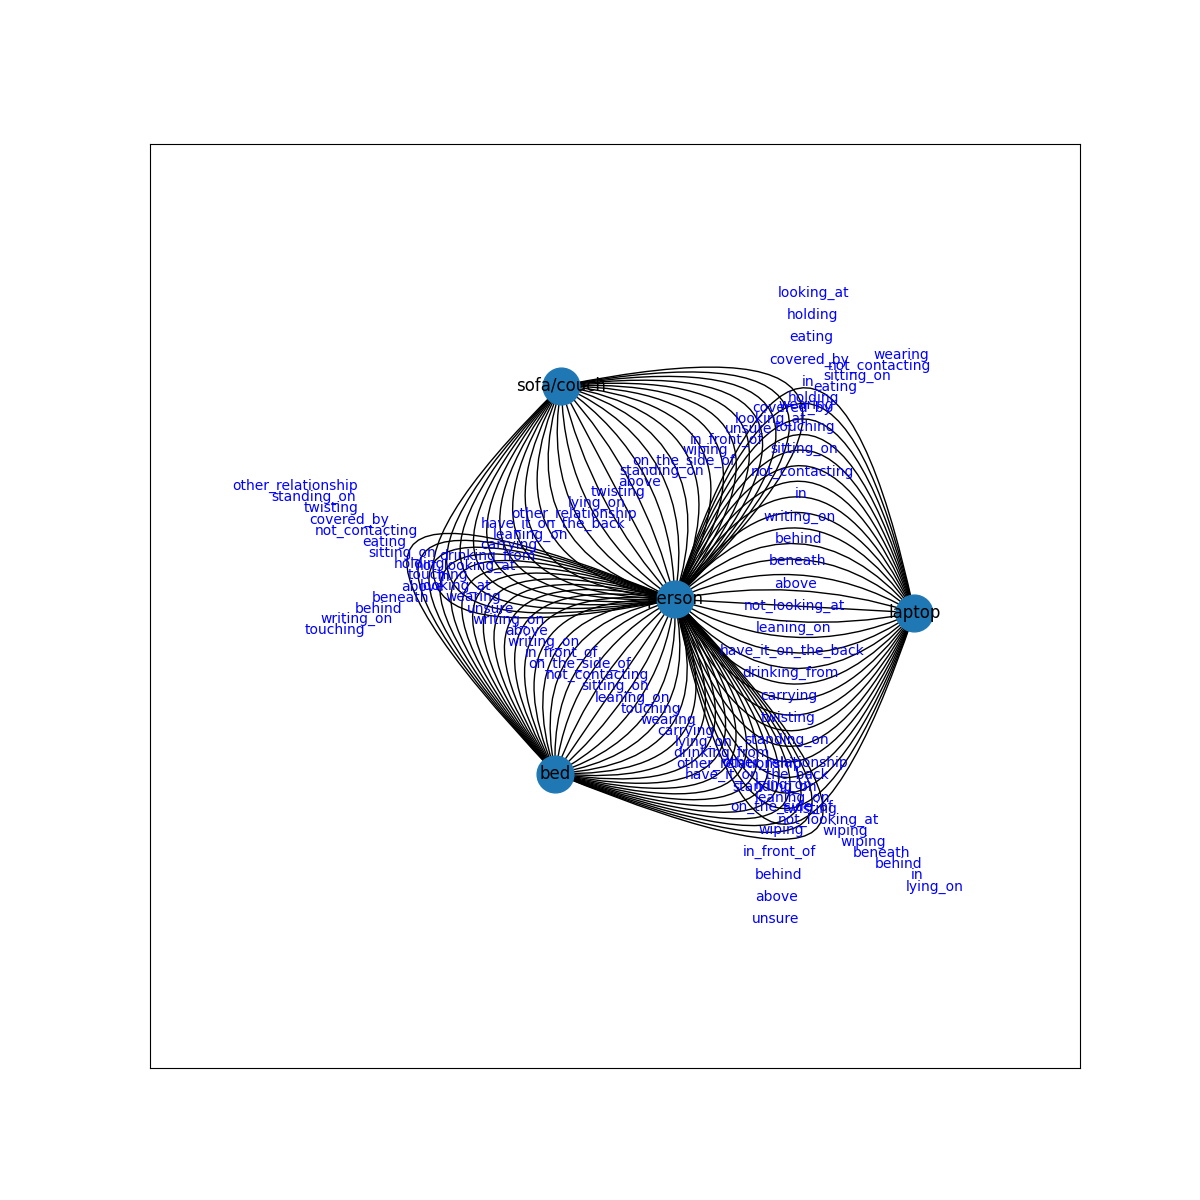 looking_at
holding
eating
covered_by
wearing
not_contacting
sitting_on
in
eating
holding
wearing
covered_by
looking_at
touching
unsure
in_front_of
sitting_on
wiping
on_the_side_of
standing_on
not_contacting
above
twisting
in
lying_on
other_relationship
writing_on
have_it_on_the_back
leaning_on
behind
carrying
drinking_from
beneath
not_looking_at
above
looking_at
wearing
not_looking_at
unsure
writing_on
leaning_on
sofa/couch
other_relationship
standing_on
twisting
covered_by
not_contacting
eating
sitting_on
holding
in
touching
above
beneath
behind
writing_on
touching
erson
laptop
above
writing_on
in_front_of
on_the_side_of
not_contacting
sitting_on
leaning_on
touching
wearing
carrying
lying_on
drinking_from
other_relationship
have_it_on_the_back
bed
have_it_on_the_back
drinking_from
carrying
twisting
standing_on
other_relationship
lying_on
standing_on
leaning_on
on_the_side_of
twisting
not_looking_at
wiping
wiping
wiping
in_front_of
beneath
behind
behind
in
lying_on
above
unsure